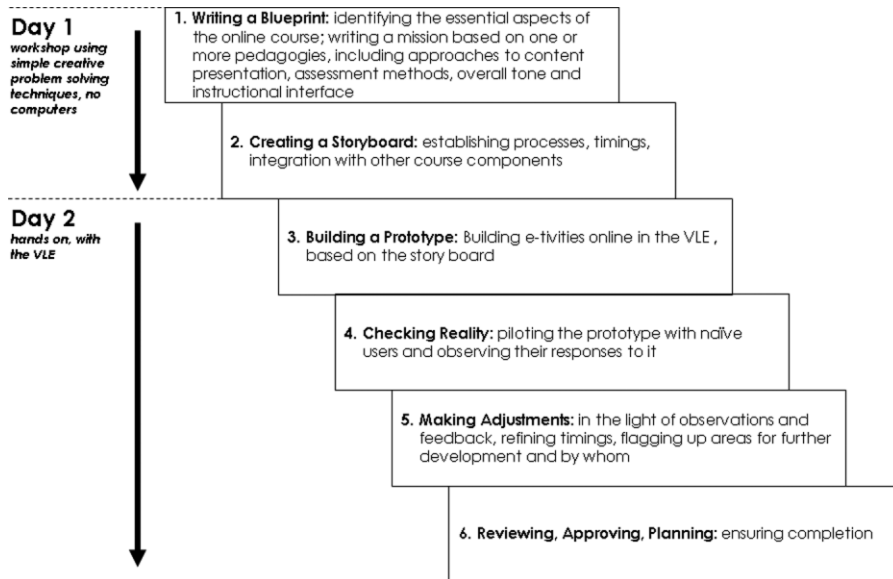 Day 1
workshop using
simple creative
problem solving
techniques, no
computers
1. Writing a Blueprint: identifying the essential aspects of
the online course; writing a mission based on one or
more pedagogies, including approaches to content
presentation, assessment methods, overall tone and
instructional interface
2. Creating a Storyboard: establishing processes, timings,
integration with other course components
Day 2
hands on, with
the VLE
3. Building a Prototype: Building e-tivities online in the VLE ,
based on the story board
4. Checking Reality: piloting the prototype with naïve
users and observing their responses to it
5. Making Adjustments: in the light of observations and
feedback, refining timings, flagging up areas for further
development and by whom
6. Reviewing, Approving, Planning: ensuring completion